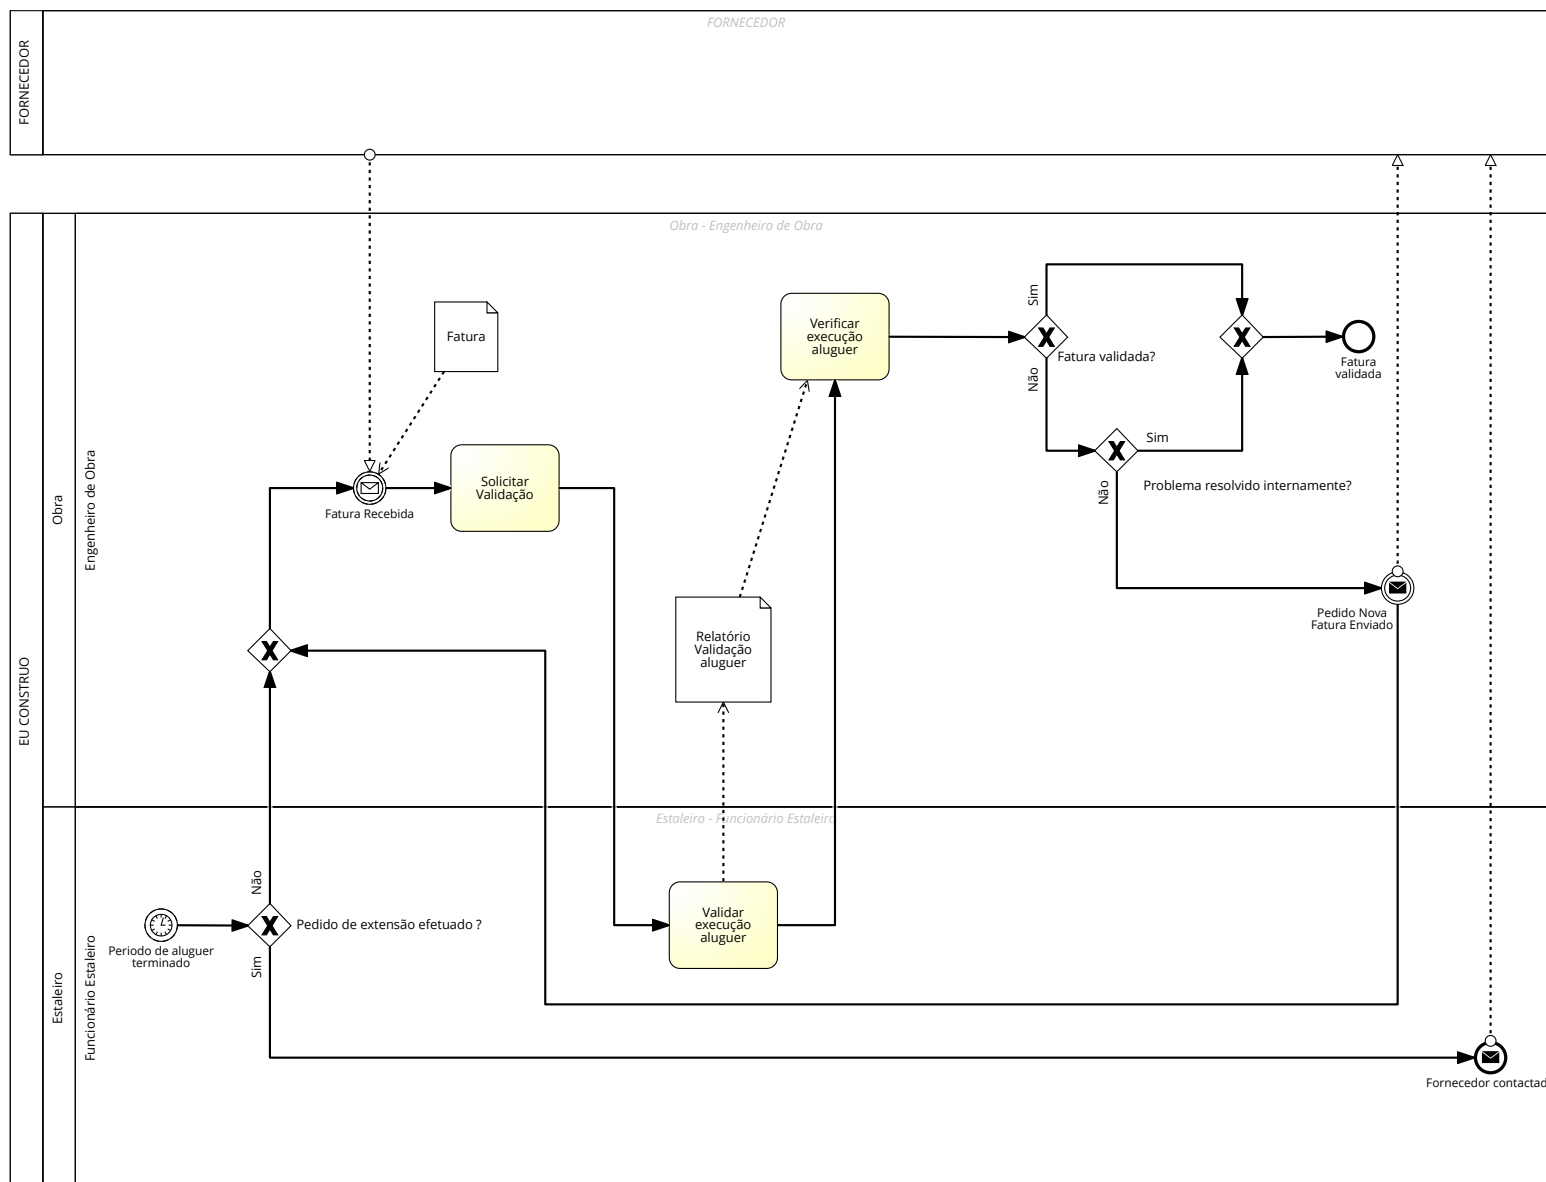 FORNECEDOR
FORNECEDOR
EU CONSTRUO
Obra
Engenheiro de Obra
Obra - Engenheiro de Obra
Fatura
Fatura Recebida
Solicitar
Validação
Verificar
execução
aluguer
Sim
Fatura validada?
Não
Fatura
validada
Sim
Problema resolvido internamente?
Não
Pedido Nova
Fatura Enviado
Relatório
Validação
aluguer
Estaleiro
Funcionário Estaleiro
Estaleiro - Funcionário Estaleiro
Periodo de aluguer
terminado
Não
Pedido de extensão efetuado ?
Sim
Validar
execução
aluguer
Fornecedor contactad